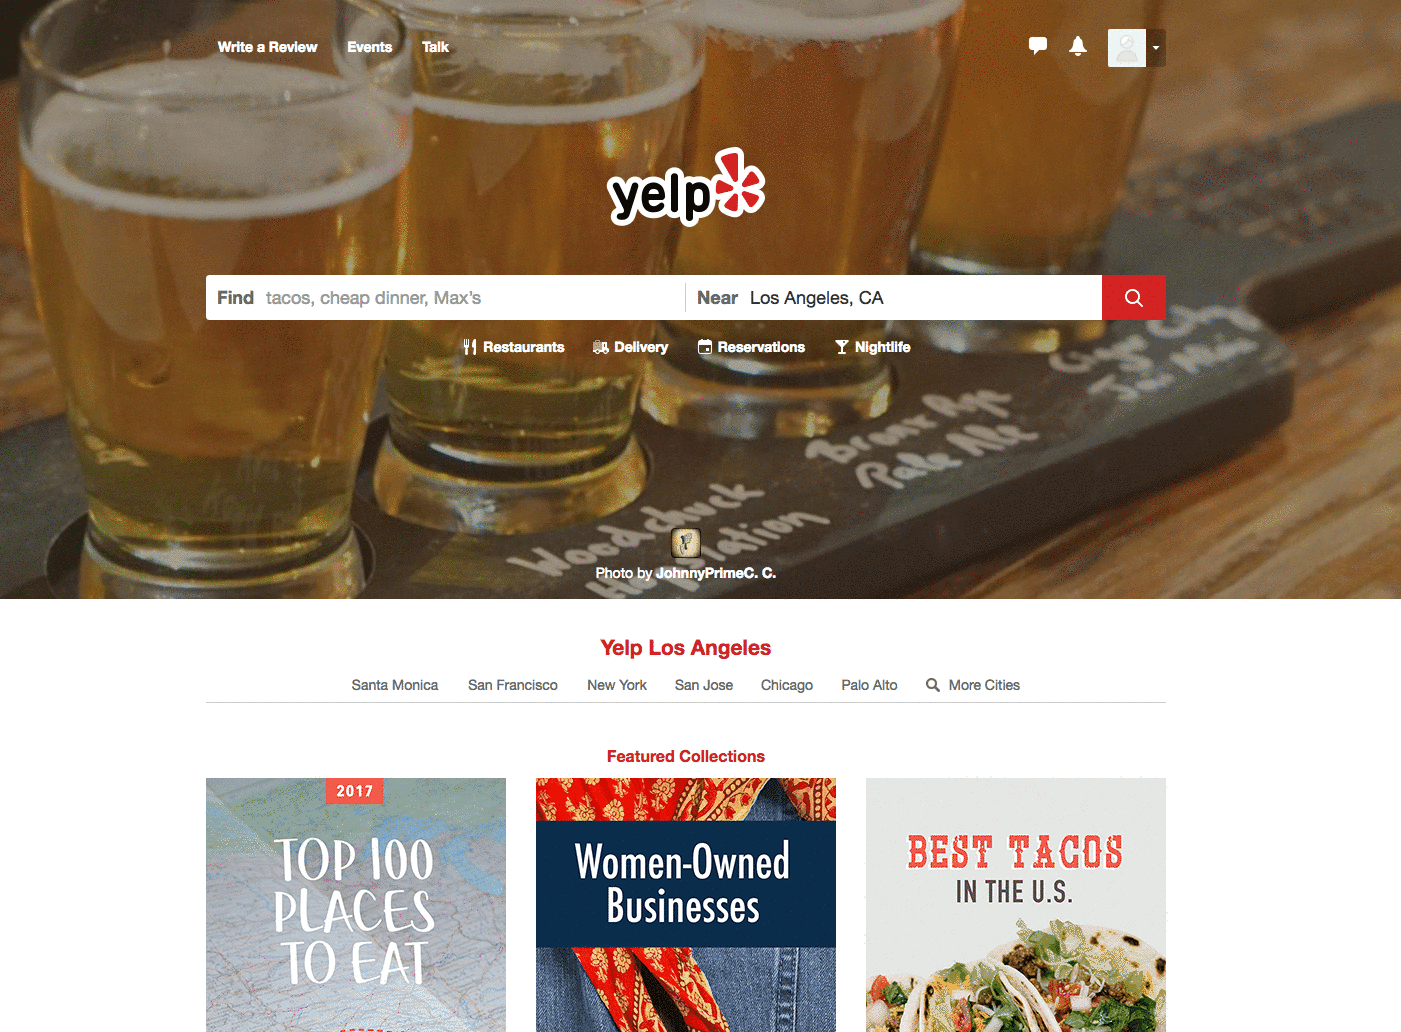 Write a Review Events Talk
yelp
Find tacos, cheap dinner, Max's Near Los Angeles, CA
Restaurants Delivery Reservations Nightlife
Bronx Rye
Pale Ale
Woodchuck
Photo by JohnnyPrimeC. C.
Yelp Los Angeles
Santa Monica San Francisco New York San Jose Chicago Palo Alto More Cities
Featured Collections
2017
TOP 100
PLACES
TO EAT
Women-Owned
Businesses
BEST TACOS
IN THE U.S.